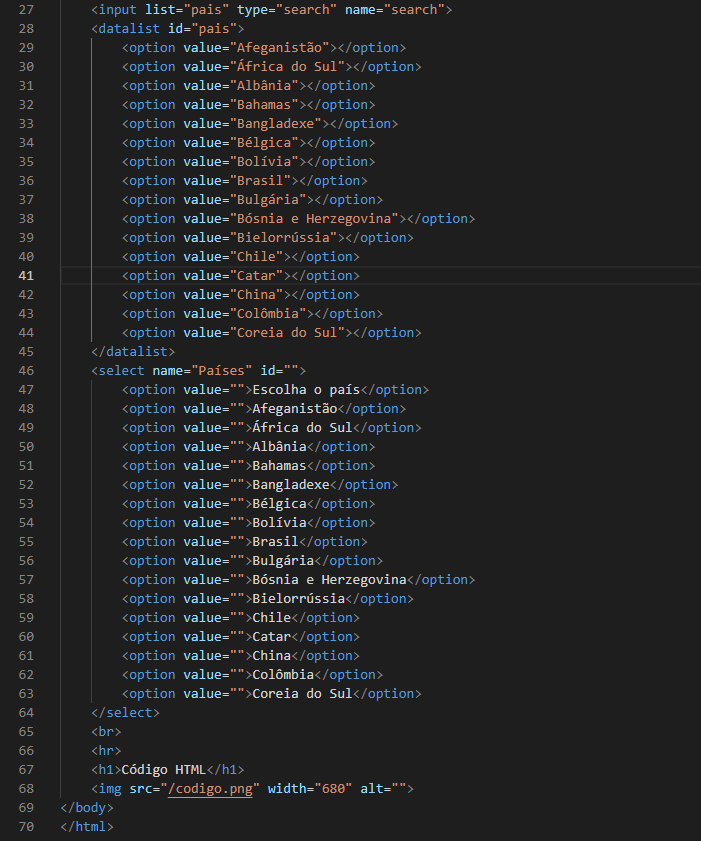 27 <input list="pais" type="search" name="search">
28 <datalist id="pais">
29 <option value="Afeganistão"></option>
30 <option value="África do Sul"></option>
31 <option value="Albânia"></option>
32 <option value="Bahamas"></option>
33 <option value="Bangladexe"></option>
34 <option value="Bélgica"></option>
35 <option value="Bolívia"></option>
36 <option value="Brasil"></option>
37 <option value="Bulgária"></option>
38 <option value="Bósnia e Herzegovina"></option>
39 <option value="Bielorrússia"></option>
40 <option value="Chile"></option>
41 <option value="Catar"></option>
42 <option value="China"></option>
43 <option value="Colômbia"></option>
44 <option value="Coreia do Sul"></option>
45 </datalist>
46 <select name="Países" id="">
47 <option value="">Escolha o país</option>
48 <option value="">Afeganistão</option>
49 <option value="">África do Sul</option>
50 <option value="">Albânia</option>
51 <option value="">Bahamas</option>
52 <option value="">Bangladexe</option>
53 <option value="">Bélgica</option>
54 <option value="">Bolívia</option>
55 <option value="">Brasil</option>
56 <option value="">Bulgária</option>
57 <option value="">Bósnia e Herzegovina</option>
58 <option value="">Bielorrússia</option>
59 <option value="">Chile</option>
60 <option value="">Catar</option>
61 <option value="">China</option>
62 <option value="">Colômbia</option>
63 <option value="">Coreia do Sul</option>
64 </select>
65 <br>
66 <hr>
67 <h1>Código HTML</h1>
68 <img src="/codigo.png" width="680" alt="">
69 </body>
70 </html>